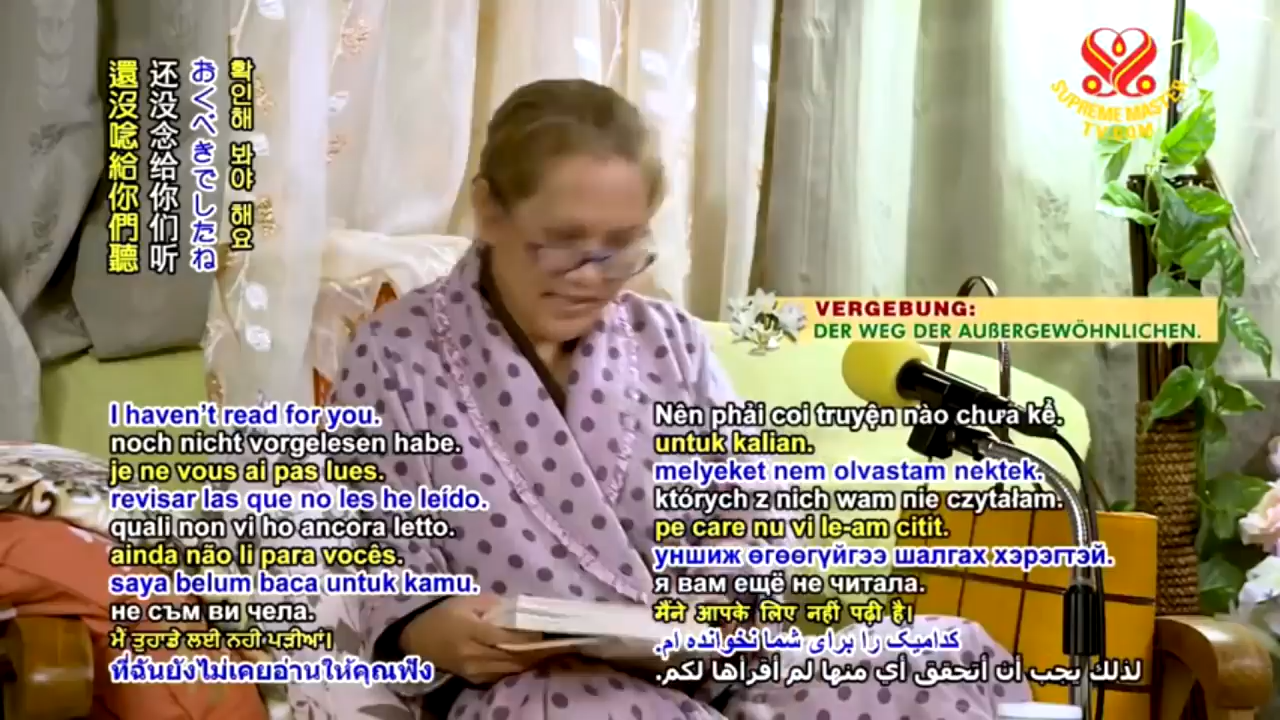 확인해 봐야 해요
おくべきでしたね
还没念给你们听
還沒唸給你們聽
SUPREME MASTER
TV.COM
VERGEBUNG:
DER WEG DER AUßERGEWÖHNLICHEN.
I haven’t read for you.
noch nicht vorgelesen habe.
je ne vous ai pas lues.
revisar las que no les he leído.
quali non vi ho ancora letto.
ainda não li para vocês.
saya belum baca untuk kamu.
не съм ви чела.
ਮੈਂ ਤੁਹਾਡੇ ਲਈ ਨਹੀਂ ਪੜੀਆਂ।
ที่ฉันยังไม่เคยอ่านให้คุณฟัง
Nên phải coi truyện nào chưa kể.
untuk kalian.
melyeket nem olvastam nektek.
których z nich wam nie czytałam.
pe care nu vi le-am citit.
уншиж өгөөгүйгээ шалгах хэрэгтэй.
я вам ещё не читала.
मैंने आपके लिए नहीं पढ़ी है।
کدامیک را برای شما نخوانده ام.
لذلك يجب أن أتحقق أي منها لم أقرأها لكم.